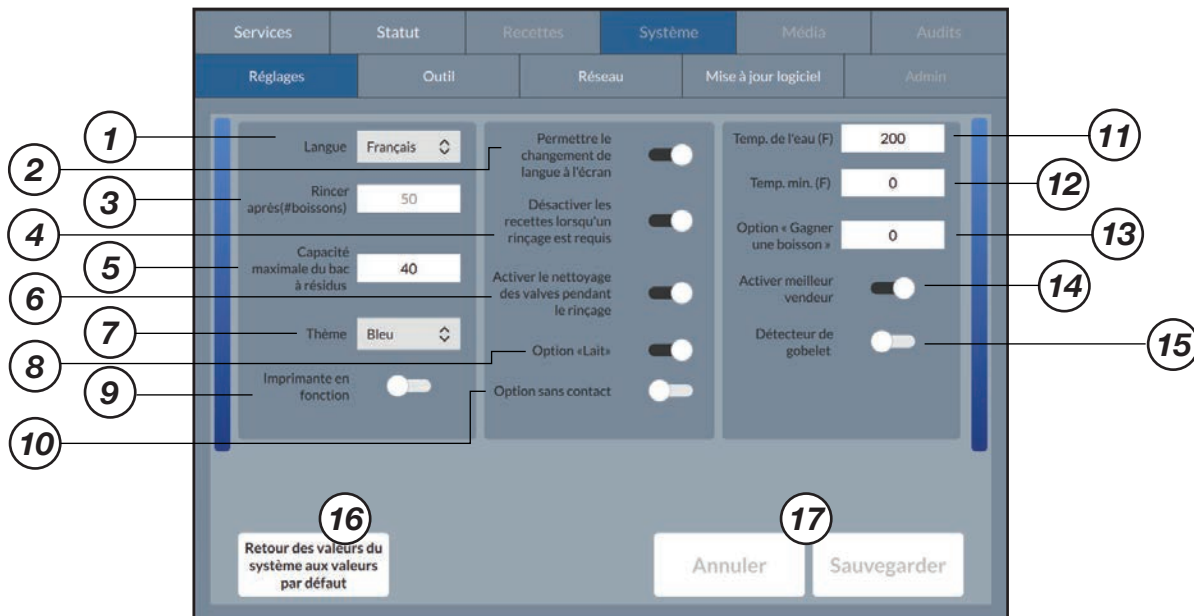 Services Statut Recettes Système Média Audits
Réglages Outil Réseau Mise à jour logiciel Admin
1
Langue Français
2
Permettre le
changement de
langue à l'écran
3
Rincer
après(#boissons) 50
4
Désactiver les
recettes lorsqu'un
rinçage est requis
5
Capacité
maximale du bac
à résidus 40
6
Activer le nettoyage
des valves pendant
le rinçage
7
Thème Bleu
8
Option «Lait»
9
Imprimante en
fonction
10
Option sans contact
Temp. de l'eau (F) 200
11
Temp. min. (F) 0
12
Option « Gagner
une boisson » 0
13
Activer meilleur
vendeur
14
Détecteur de
gobelet
15
16
Retour des valeurs du
système aux valeurs
par défaut
17
Annuler Sauvegarder